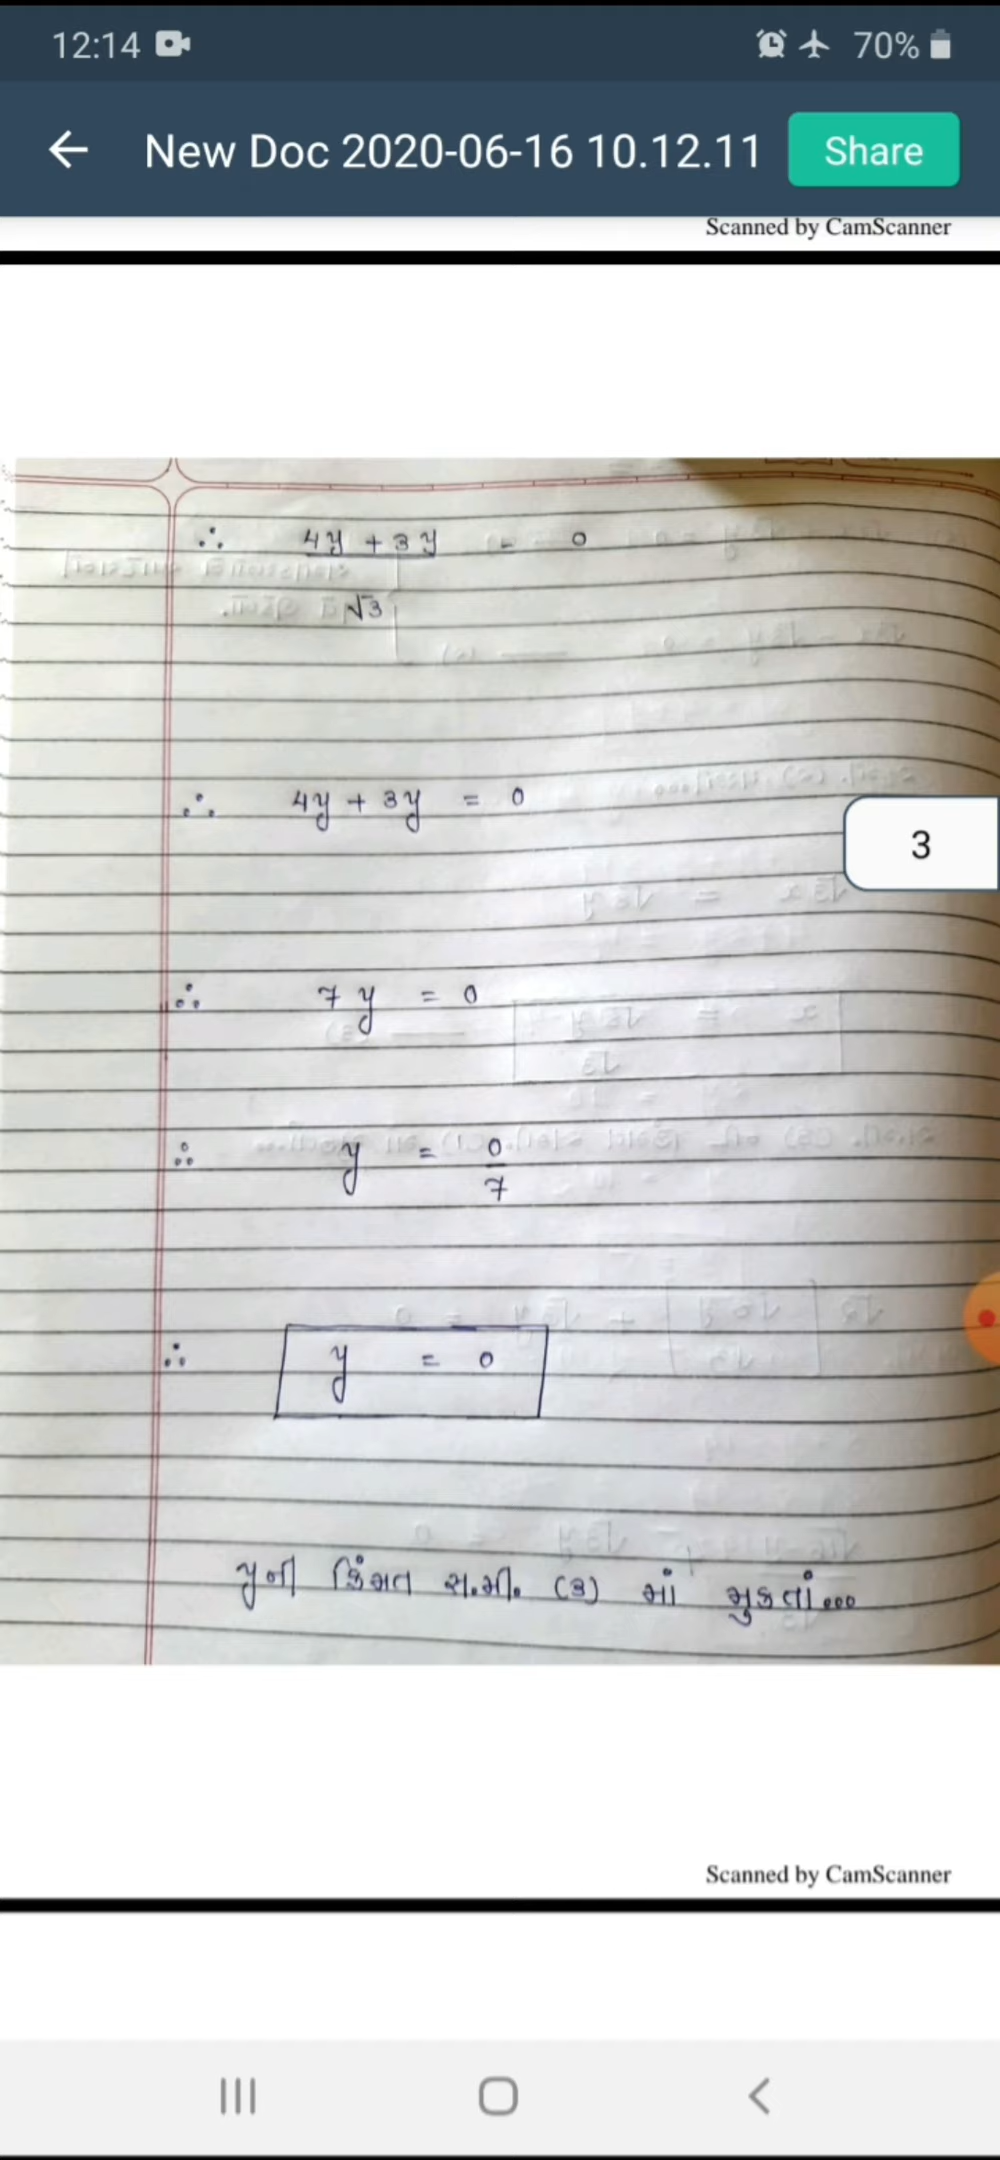 12:14 70%
New Doc 2020-06-16 10.12.11 Share
Scanned by CamScanner
∴ 4y + 3y = 0
√3
∴ 4y + 3y = 0
3
∴ 7y = 0
∴ y = 0
7
∴ y = 0
yની કિંમત સ.મી. (3) માં મુકતાં...
Scanned by CamScanner